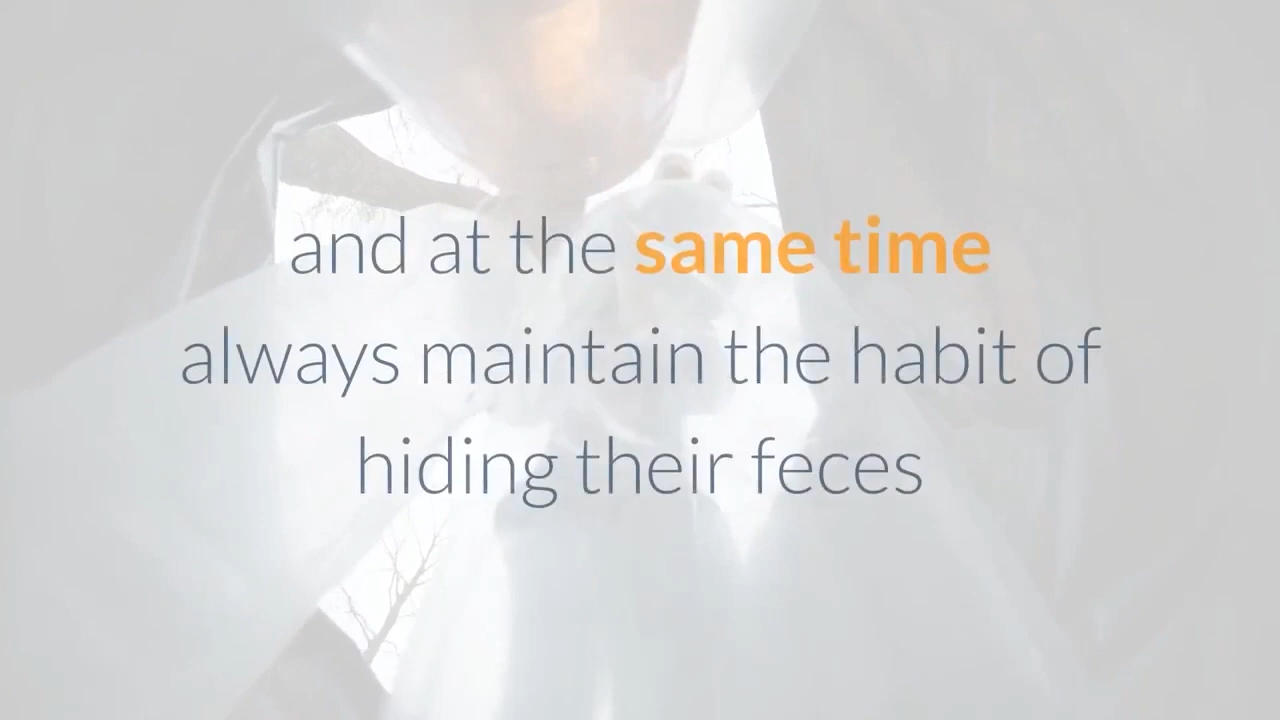 and at the same time
always maintain the habit of
hiding their feces